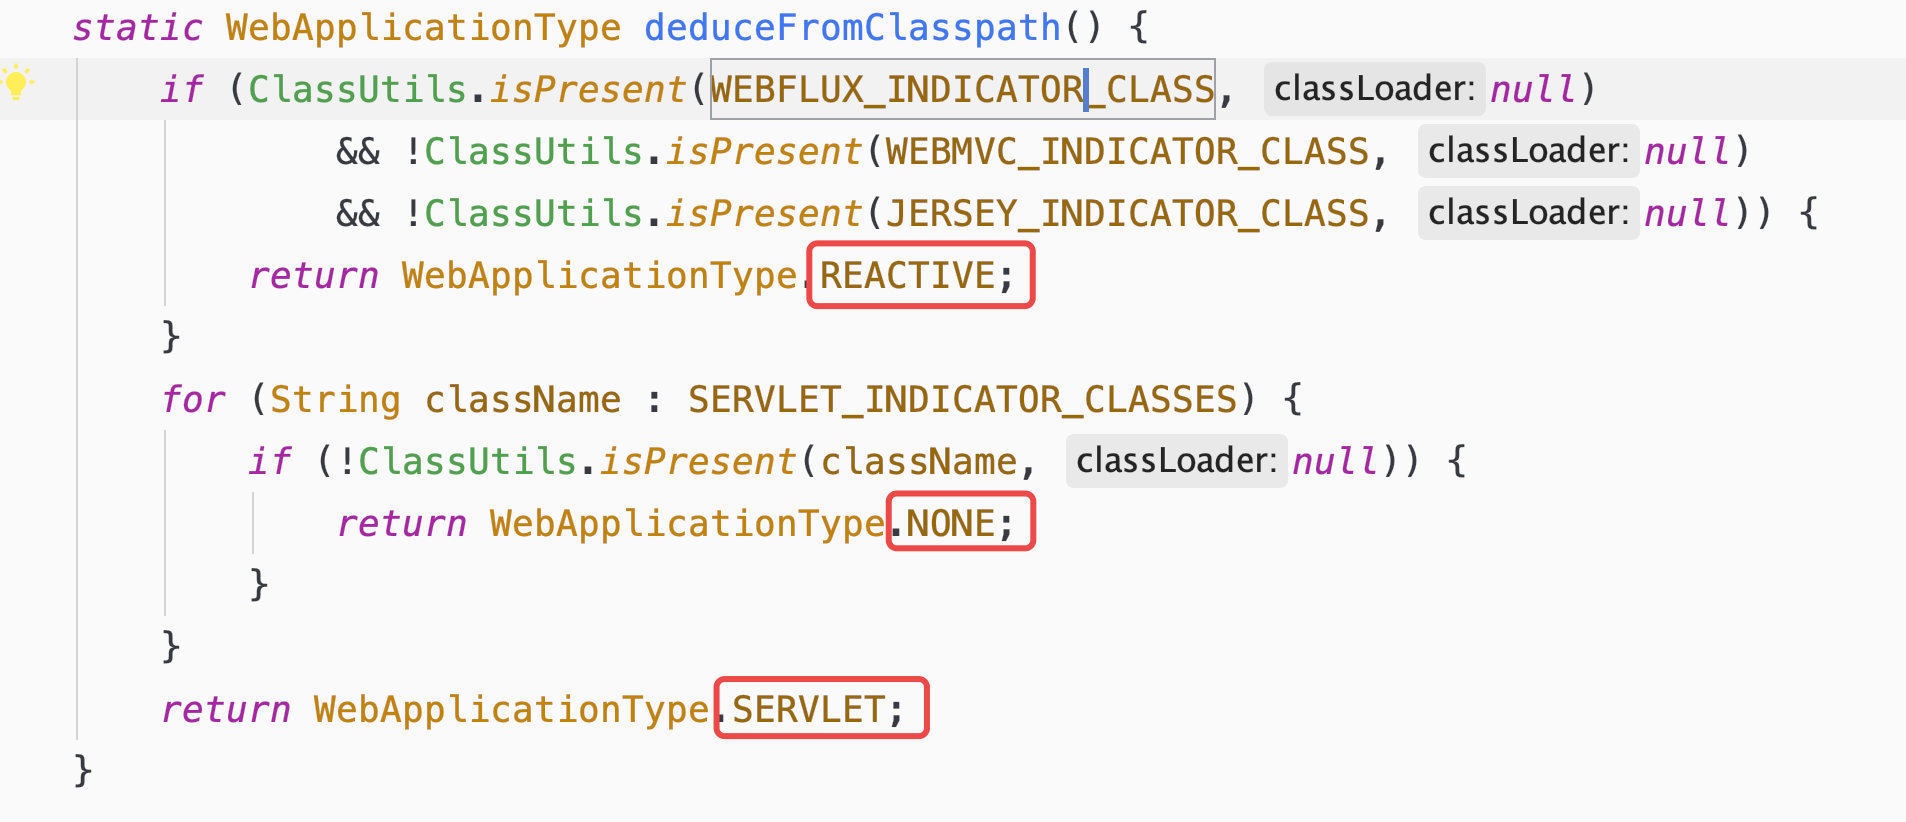 static WebApplicationType deduceFromClasspath() {
if (ClassUtils.isPresent(WEBFLUX_INDICATOR_CLASS, classLoader: null)
&& !ClassUtils.isPresent(WEBMVC_INDICATOR_CLASS, classLoader: null)
&& !ClassUtils.isPresent(JERSEY_INDICATOR_CLASS, classLoader: null)) {
return WebApplicationType.REACTIVE;
}
for (String className : SERVLET_INDICATOR_CLASSES) {
if (!ClassUtils.isPresent(className, classLoader: null)) {
return WebApplicationType.NONE;
}
}
return WebApplicationType.SERVLET;
}